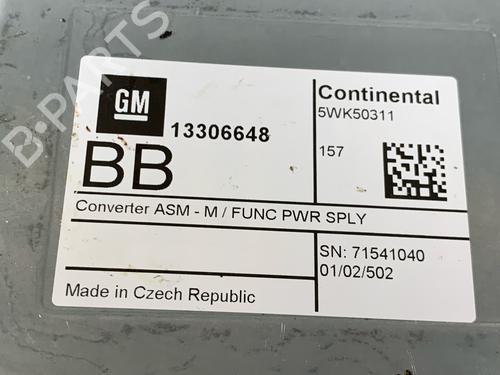 B-PARTS
GM
13306648
BB
Converter ASM - M / FUNC PWR SPLY
Made in Czech Republic
Continental
5WK50311
157
SN: 71541040
01/02/502